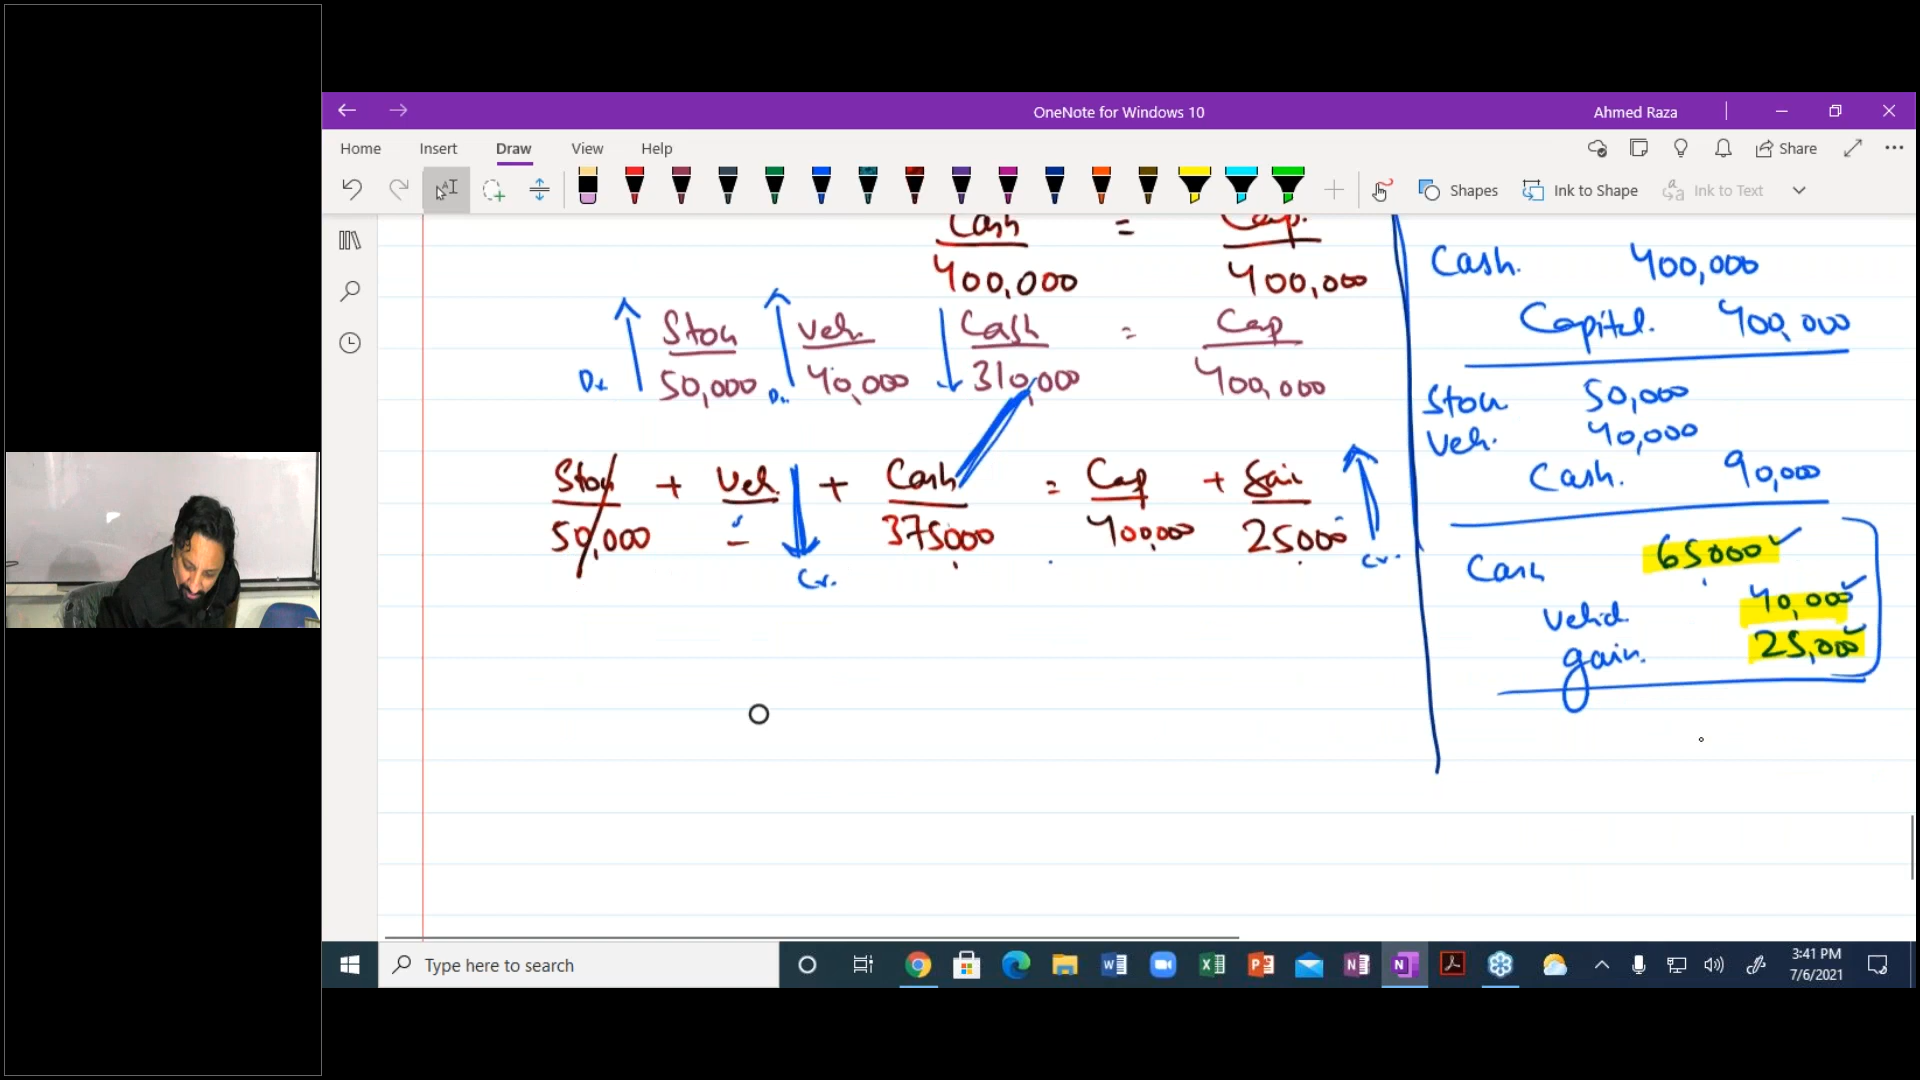 OneNote for Windows 10
Ahmed Raza
Home Insert Draw View Help
Share
Shapes Ink to Shape Ink to Text
Cash = Cap.
400,000 400,000
Stock Veh. Cash = Cap
Dr 50,000 Dr. 40,000 310,000 400,000
Stock + Veh. + Cash = Cap + Gain
50,000 - 375000 400,000 25000
Cr. Cr.
Cash. 400,000
Capital. 400,000
Stock 50,000
Veh. 40,000
Cash. 90,000
Cash 65,000
Vehicl 40,000
gain. 25,000
Type here to search
3:41 PM
7/6/2021